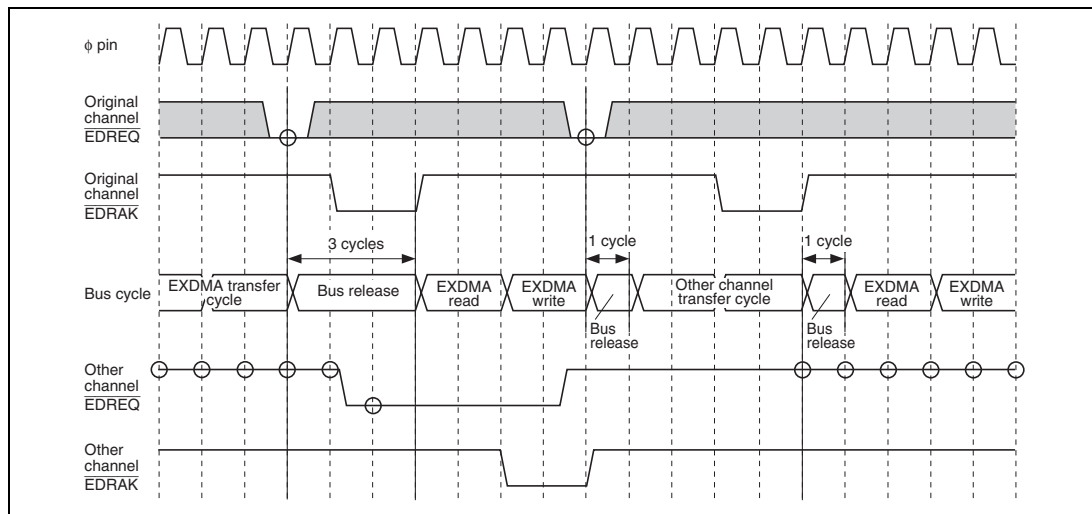 φ pin
Original
channel
EDREQ
Original
channel
EDRAK
3 cycles
1 cycle
1 cycle
Bus cycle
EXDMA transfer
cycle
Bus release
EXDMA
read
EXDMA
write
Other channel
transfer cycle
EXDMA
read
EXDMA
write
Bus
release
Bus
release
Other
channel
EDREQ
Other
channel
EDRAK